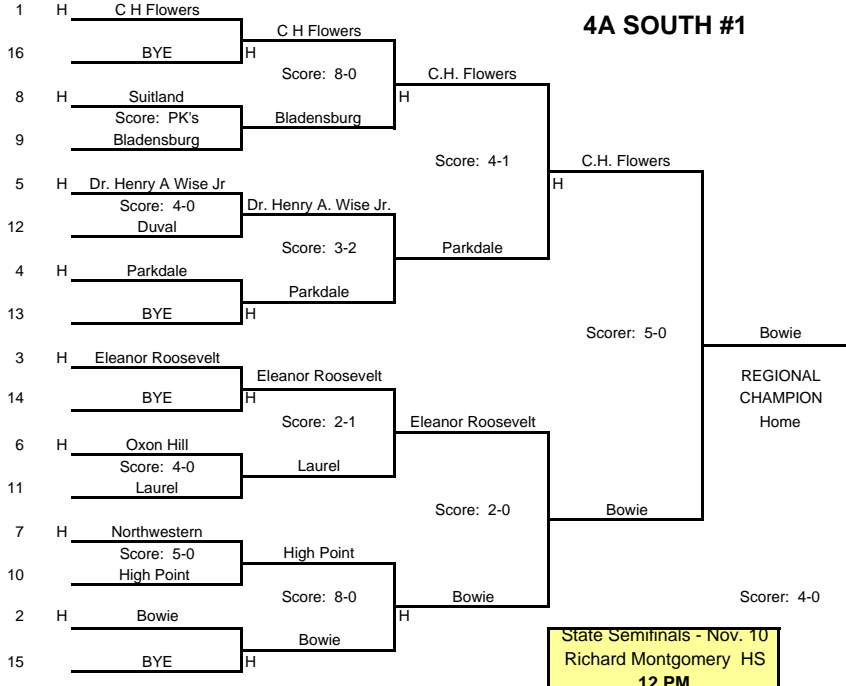 4A SOUTH #1
1 H C H Flowers
C H Flowers
16 BYE H
Score: 8-0
C.H. Flowers
8 H Suitland
H
Score: PK's
Bladensburg
9 Bladensburg
Score: 4-1
C.H. Flowers
5 H Dr. Henry A Wise Jr
H
Score: 4-0
Dr. Henry A. Wise Jr.
12 Duval
Score: 3-2
Parkdale
4 H Parkdale
Parkdale
13 BYE H
Scorer: 5-0
Bowie
3 H Eleanor Roosevelt
Eleanor Roosevelt
REGIONAL
14 BYE H
CHAMPION
Score: 2-1
Eleanor Roosevelt
Home
6 H Oxon Hill
Score: 4-0
Laurel
11 Laurel
Score: 2-0
Bowie
7 H Northwestern
Score: 5-0
High Point
10 High Point
Score: 8-0
Bowie
Scorer: 4-0
2 H Bowie
H
Bowie
State Semifinals - Nov. 10
15 BYE H
Richard Montgomery HS
12 PM